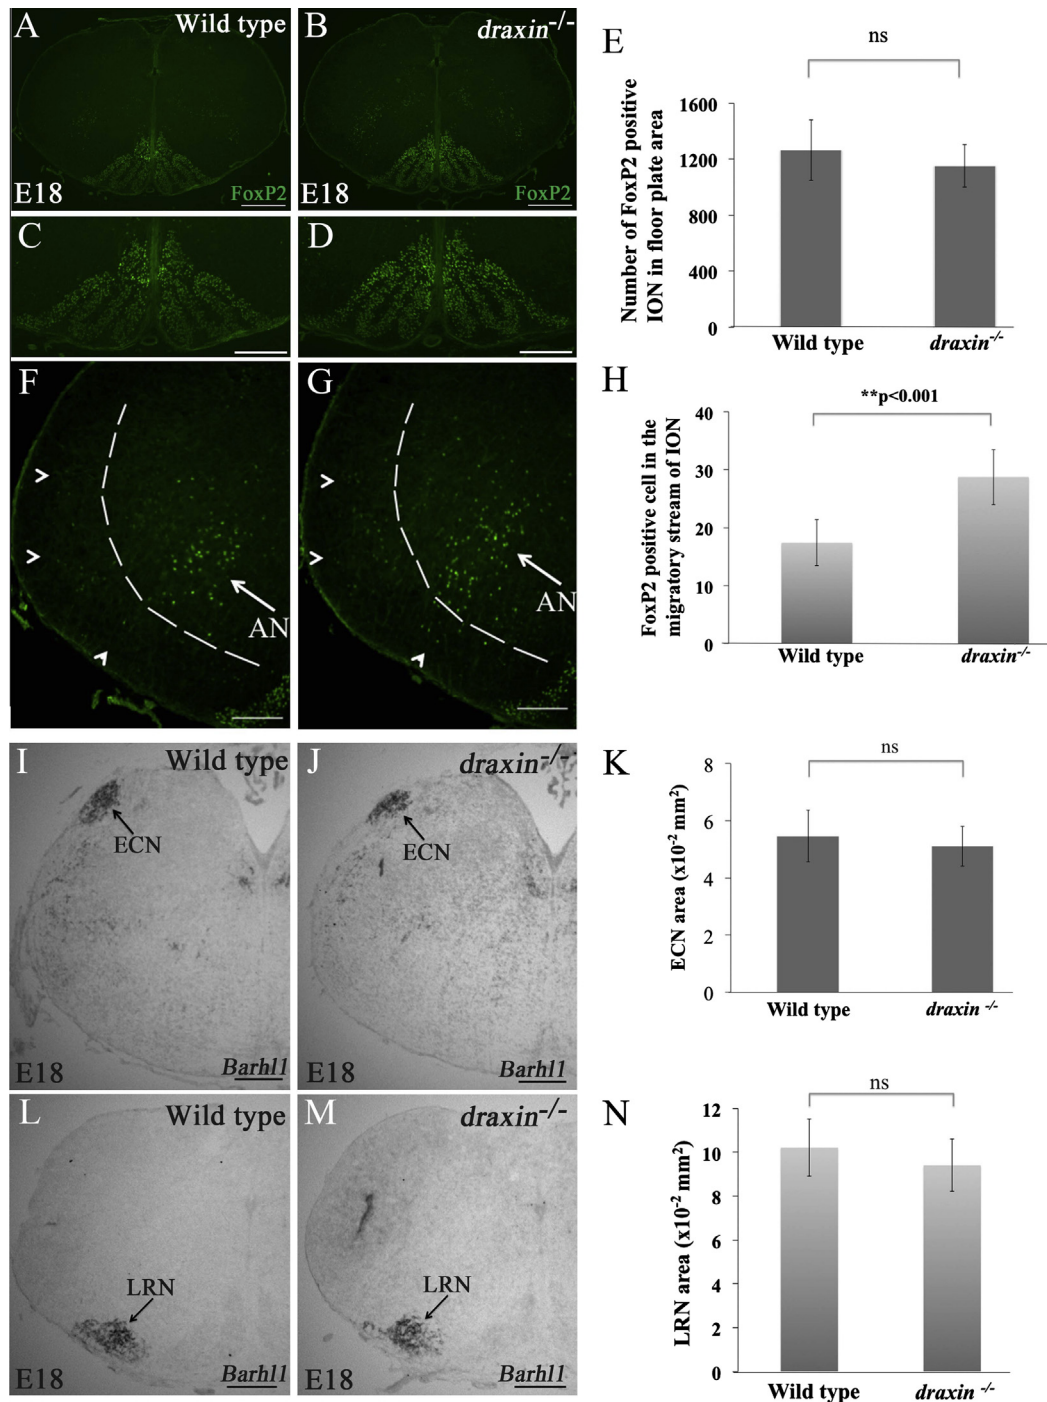 A Wild type
E18 FoxP2
B draxin-/-
E18 FoxP2
C
D
E
ns
Number of FoxP2 positive
ION in floor plate area
1600
1200
800
400
0
Wild type draxin-/-
F
AN
G
AN
H
**p<0.001
FoxP2 positive cell in the
migratory stream of ION
40
30
20
10
0
Wild type draxin-/-
I Wild type
ECN
E18 Barhl1
J draxin-/-
ECN
E18 Barhl1
K
ns
ECN area (x10-2 mm2)
8
6
4
2
0
Wild type draxin -/-
L Wild type
LRN
E18 Barhl1
M draxin-/-
LRN
E18 Barhl1
N
ns
LRN area (x10-2 mm2)
12
10
8
6
4
2
0
Wild type draxin -/-